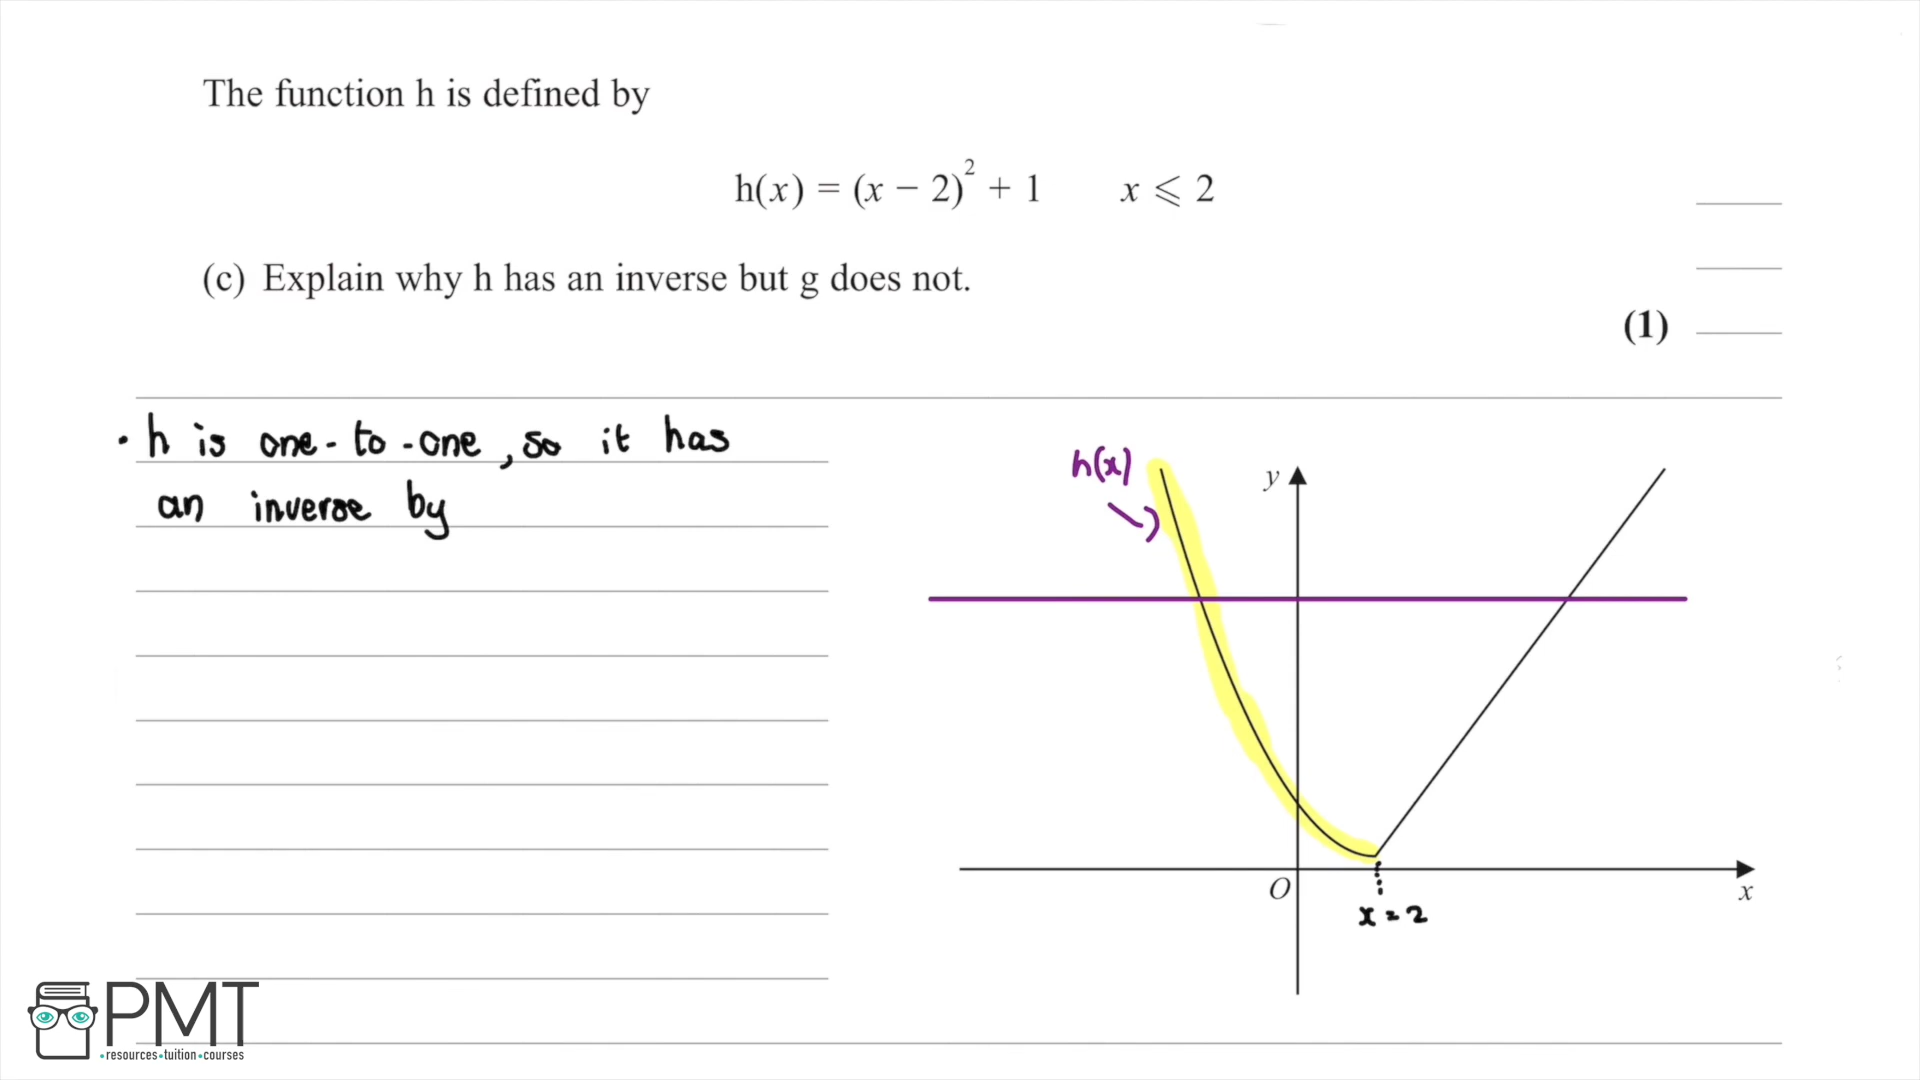 The function h is defined by
h(x) = (x − 2)² + 1 x ⩽ 2
(c) Explain why h has an inverse but g does not.
(1)
· h is one-to-one, so it has
an inverse by
h(x)
y
O
x
x = 2
PMT
•resources•tuition•courses